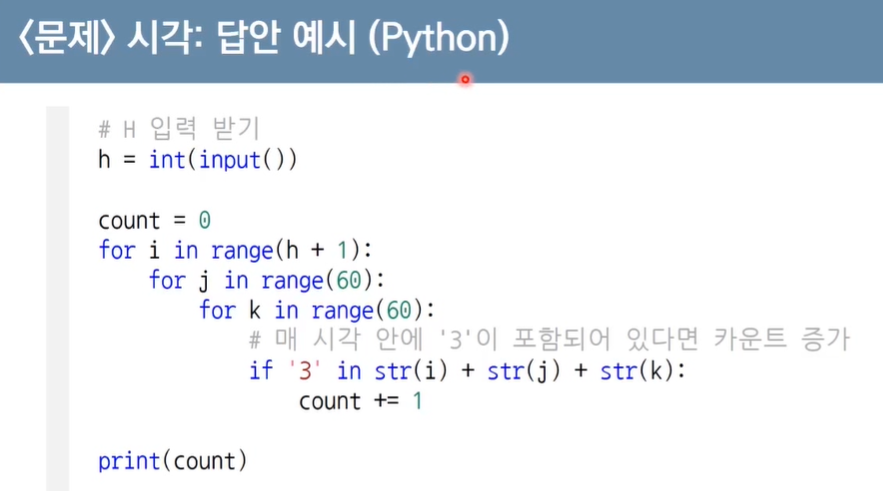 <문제> 시각: 답안 예시 (Python)
# H 입력 받기
h = int(input())
count = 0
for i in range(h + 1):
    for j in range(60):
        for k in range(60):
            # 매 시각 안에 '3'이 포함되어 있다면 카운트 증가
            if '3' in str(i) + str(j) + str(k):
                count += 1
print(count)